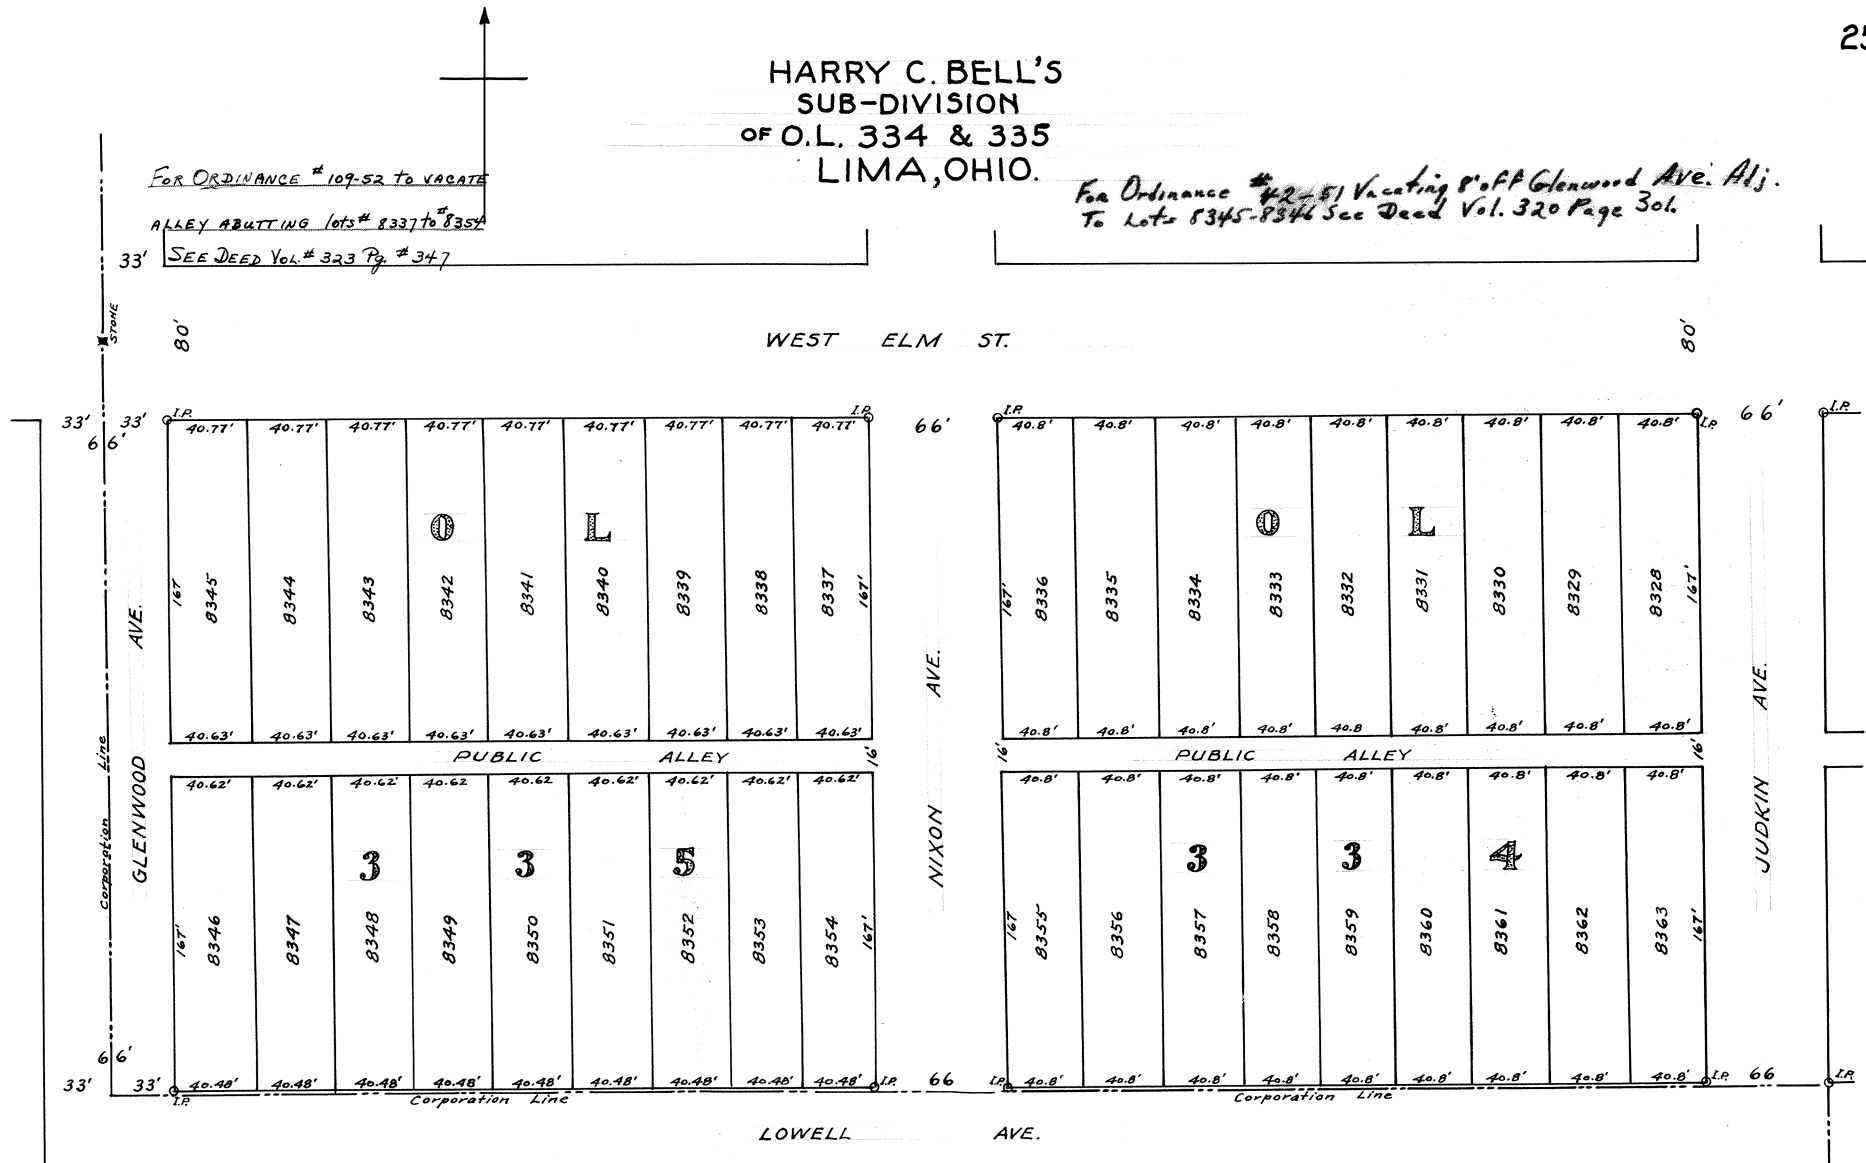 25
HARRY C. BELL'S
SUB-DIVISION
OF O.L. 334 & 335
LIMA, OHIO.
FOR ORDINANCE # 109-52 TO VACATE
ALLEY ABUTTING lots # 8337 to #8354
SEE DEED VOL. # 323 Pg. # 347
For Ordinance #42-51 Vacating 8' off Glenwood Ave. Adj.
To Lots 8345-8346 See Deed Vol. 320 Page 301.
33'
STONE
80' 80'
WEST ELM ST.
33' 33' I.P. I.P. 66' I.P. I.P. 66' I.P.
66'
40.77' 40.77' 40.77' 40.77' 40.77' 40.77' 40.77' 40.77' 40.77' 40.8' 40.8' 40.8' 40.8' 40.8' 40.8' 40.8' 40.8' 40.8'
O L O L
167 8345 8344 8343 8342 8341 8340 8339 8338 8337 167' 167' 8336 8335 8334 8333 8332 8331 8330 8329 8328 167'
40.63' 40.63' 40.63' 40.63' 40.63' 40.63' 40.63' 40.63' 40.63' 40.8' 40.8' 40.8' 40.8' 40.8 40.8' 40.8' 40.8' 40.8'
PUBLIC ALLEY 16' 16' PUBLIC ALLEY 16'
Corporation Line
GLENWOOD AVE.
NIXON AVE.
JUDKIN AVE.
40.62' 40.62' 40.62' 40.62 40.62 40.62' 40.62' 40.62' 40.62' 40.8' 40.8' 40.8' 40.8' 40.8' 40.8' 40.8' 40.8' 40.8'
3 3 5 3 3 4
167' 8346 8347 8348 8349 8350 8351 8352 8353 8354 167' 167 8355 8356 8357 8358 8359 8360 8361 8362 8363 167'
66'
33' 33' 40.48' 40.48' 40.48' 40.48' 40.48' 40.48' 40.48' 40.48' 40.48' I.P. 66 I.P. 40.8' 40.8' 40.8' 40.8' 40.8' 40.8' 40.8' 40.8' 40.8' I.P. 66 I.P.
I.P. Corporation Line Corporation Line
LOWELL AVE.